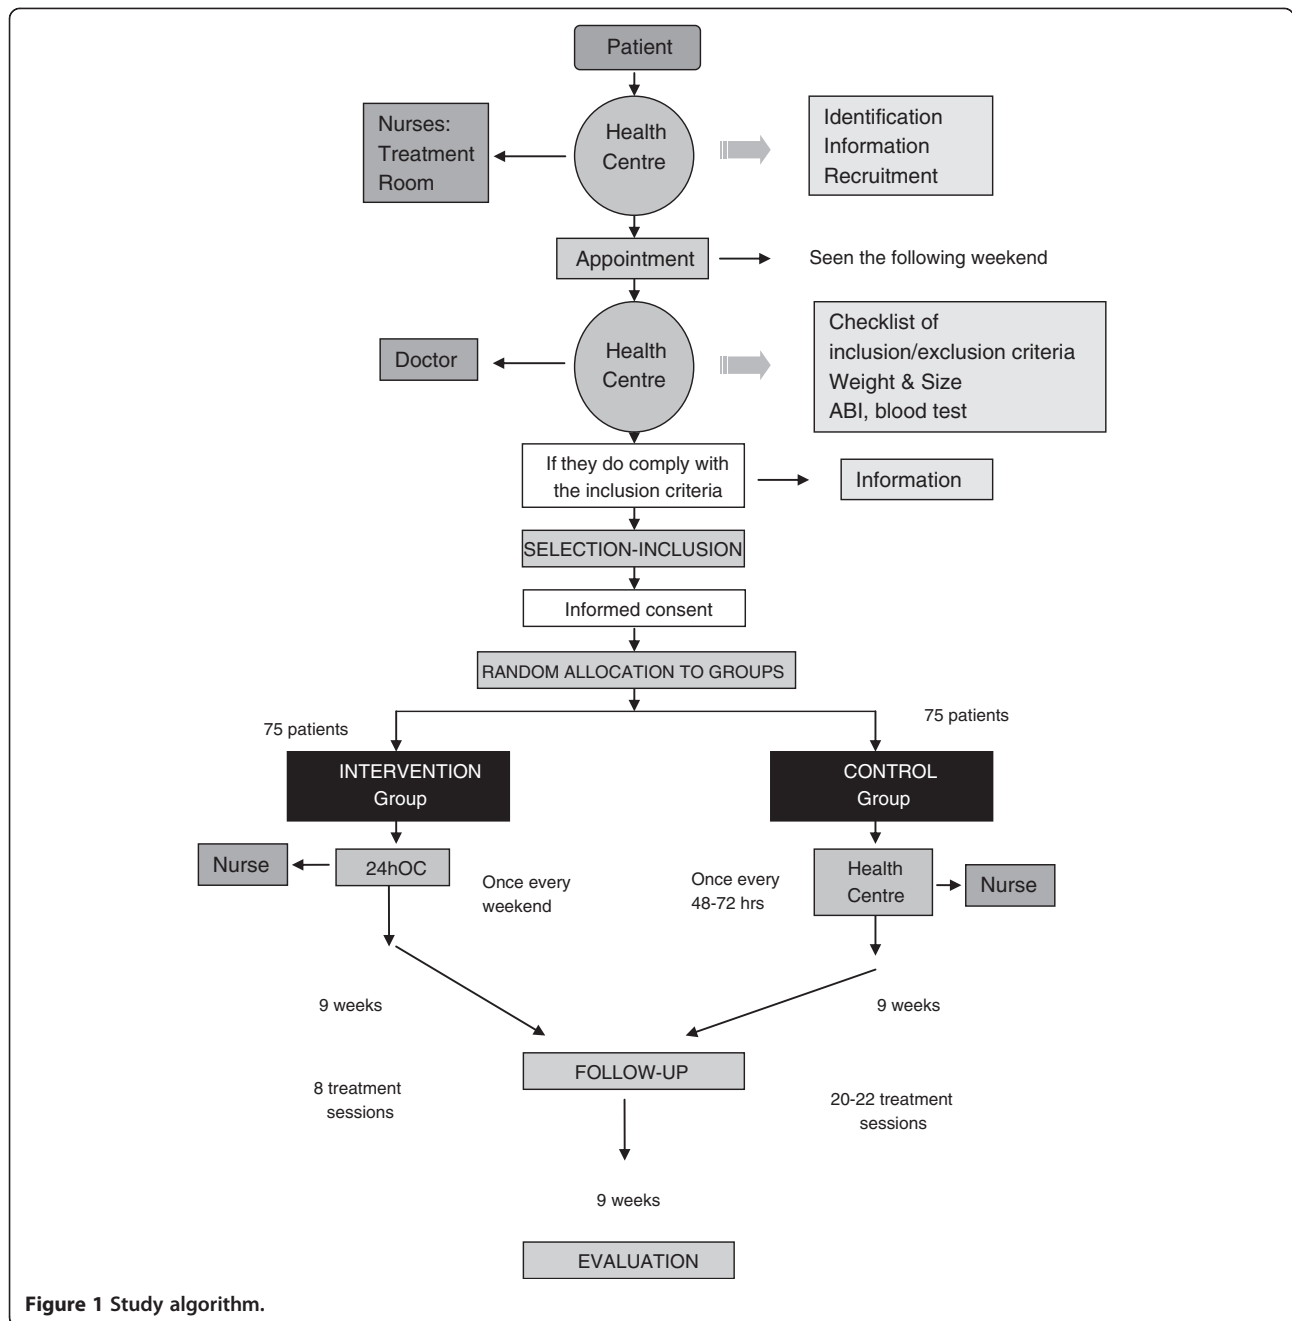 Patient
Nurses:
Treatment
Room
Health
Centre
Identification
Information
Recruitment
Appointment
Seen the following weekend
Doctor
Health
Centre
Checklist of
inclusion/exclusion criteria
Weight & Size
ABI, blood test
If they do comply with
the inclusion criteria
Information
SELECTION-INCLUSION
Informed consent
RANDOM ALLOCATION TO GROUPS
75 patients
75 patients
INTERVENTION
Group
CONTROL
Group
Nurse
24hOC
Once every
weekend
Once every
48-72 hrs
Health
Centre
Nurse
9 weeks
9 weeks
FOLLOW-UP
8 treatment
sessions
20-22 treatment
sessions
9 weeks
EVALUATION
Figure 1 Study algorithm.